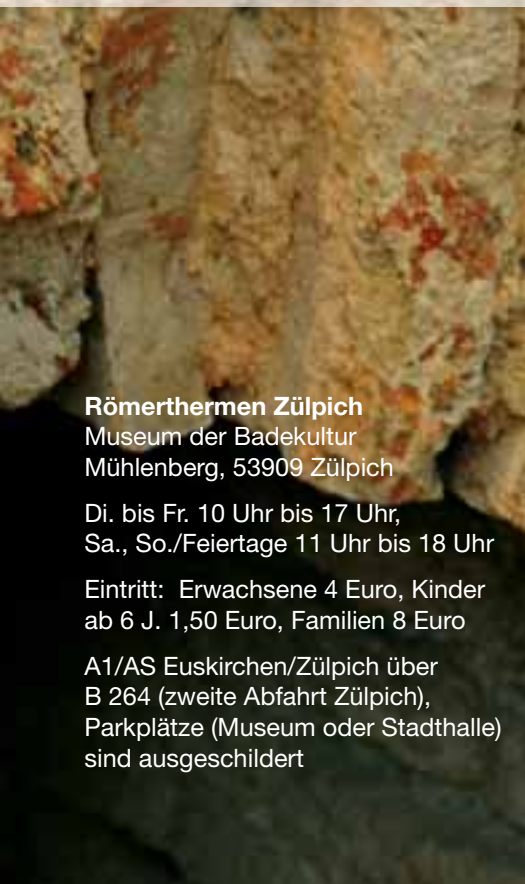 Römerthermen Zülpich
Museum der Badekultur
Mühlenberg, 53909 Zülpich
Di. bis Fr. 10 Uhr bis 17 Uhr,
Sa., So./Feiertage 11 Uhr bis 18 Uhr
Eintritt:  Erwachsene 4 Euro, Kinder
ab 6 J. 1,50 Euro, Familien 8 Euro
A1/AS Euskirchen/Zülpich über
B 264 (zweite Abfahrt Zülpich),
Parkplätze (Museum oder Stadthalle)
sind ausgeschildert